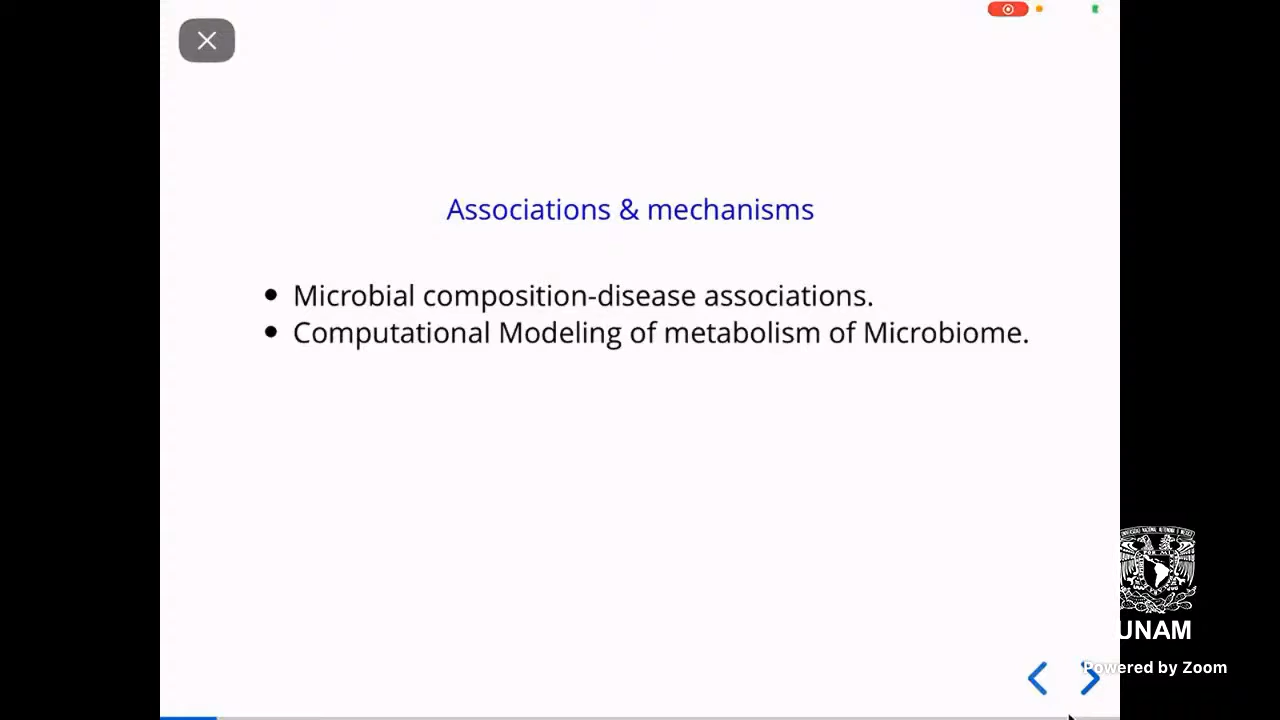 Associations & mechanisms
Microbial composition-disease associations.
Computational Modeling of metabolism of Microbiome.
UNAM
Powered by Zoom